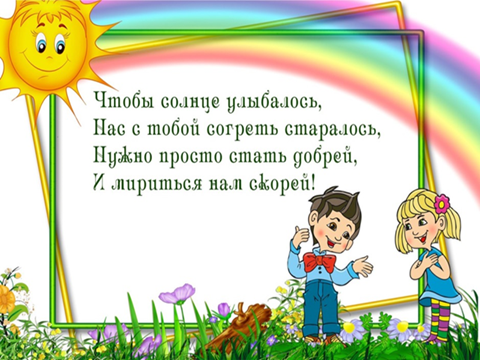 Чтобы солнце улыбалось,
Нас с тобой согреть старалось,
Нужно просто стать добрей,
И мириться нам скорей!